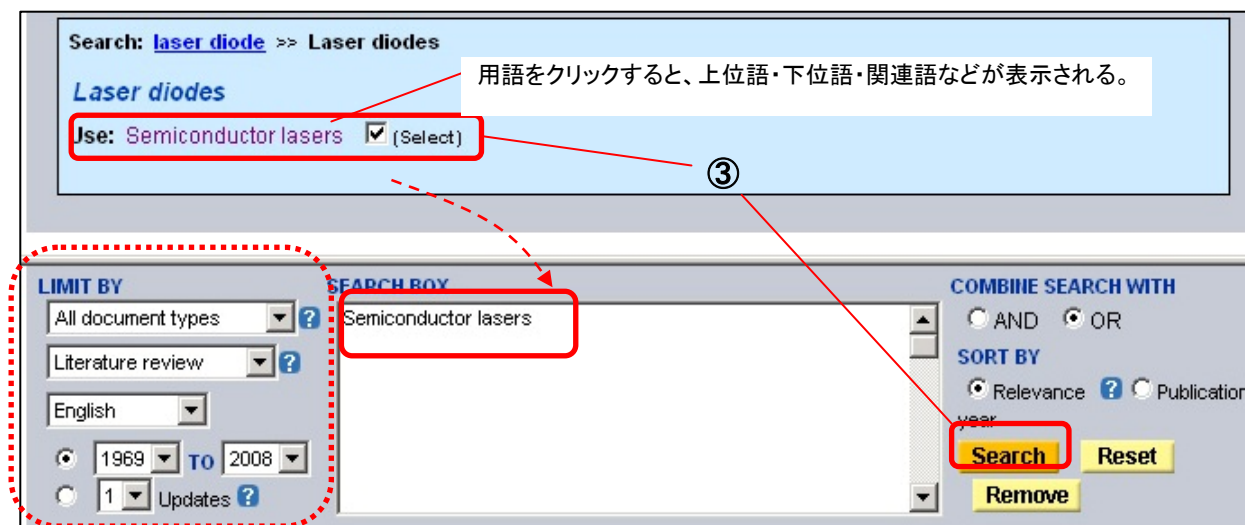 Search: laser diode >> Laser diodes
用語をクリックすると、上位語・下位語・関連語などが表示される。
Laser diodes
Use: Semiconductor lasers (Select)
③
LIMIT BY
All document types ?
Literature review ?
English
1969 TO 2008
1 Updates ?
SEARCH BOX
Semiconductor lasers
COMBINE SEARCH WITH
AND OR
SORT BY
Relevance ? Publication
year
Search Reset
Remove